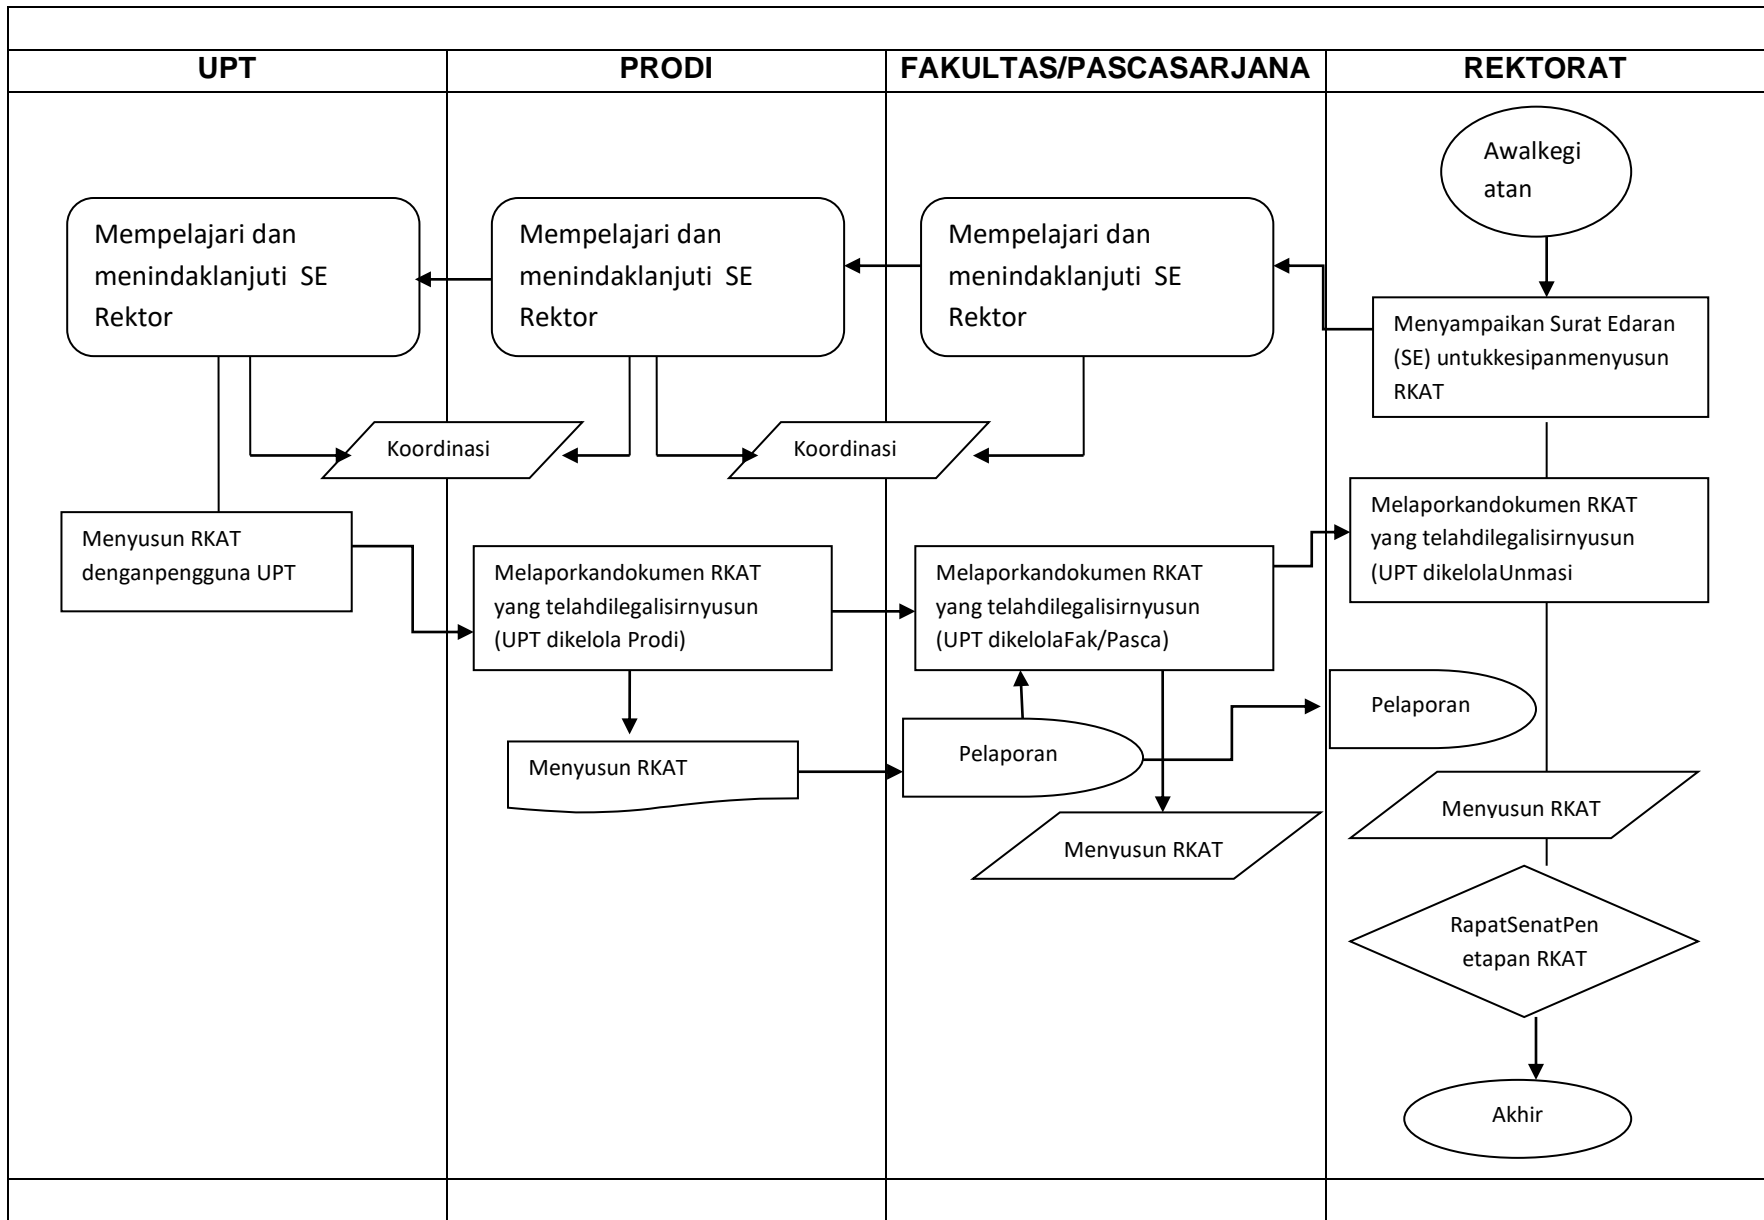 UPT
PRODI
FAKULTAS/PASCASARJANA
REKTORAT
Awalkegi
atan
Mempelajari dan
menindaklanjuti SE
Rektor
Mempelajari dan
menindaklanjuti SE
Rektor
Mempelajari dan
menindaklanjuti SE
Rektor
Menyampaikan Surat Edaran
(SE) untukkesipanmenyusun
RKAT
Koordinasi
Koordinasi
Menyusun RKAT
denganpengguna UPT
Melaporkandokumen RKAT
yang telahdilegalisirnyusun
(UPT dikelola Prodi)
Melaporkandokumen RKAT
yang telahdilegalisirnyusun
(UPT dikelolaFak/Pasca)
Melaporkandokumen RKAT
yang telahdilegalisirnyusun
(UPT dikelolaUnmasi
Menyusun RKAT
Pelaporan
Pelaporan
Menyusun RKAT
Menyusun RKAT
RapatSenatPen
etapan RKAT
Akhir